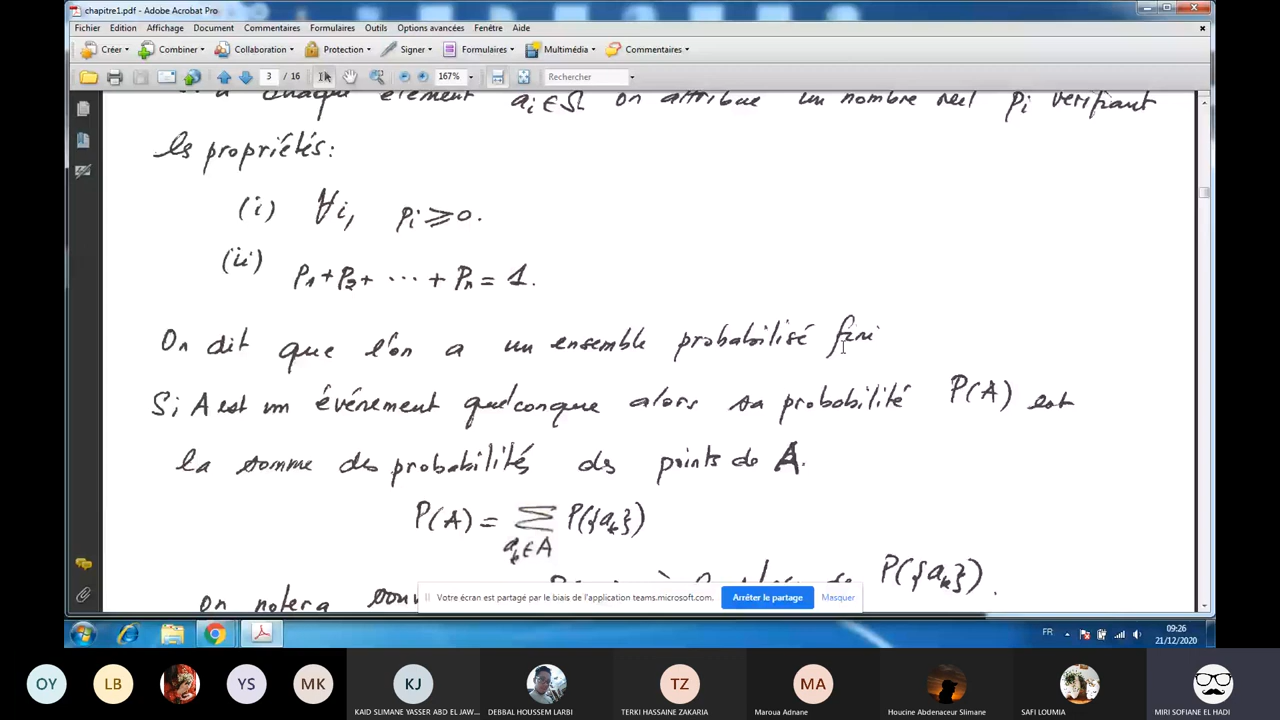 chapitre1.pdf - Adobe Acrobat Pro
Fichier Edition Affichage Document Commentaires Formulaires Outils Options avancées Fenêtre Aide
Créer Combiner Collaboration Protection Signer Formulaires Multimédia Commentaires
3 / 16 167% Rechercher
chaque élément ai ∈ Ω on attribue un nombre réel pi vérifiant
les propriétés:
(i) ∀i, pi ⩾ 0.
(ii) P1 + P2 + ... + Pn = 1.
On dit que l'on a un ensemble probabilisé fini
Si A est un événement quelconque alors sa probabilité P(A) est
la somme des probabilités des points de A.
P(A) = Σ P({ak})
ak ∈ A
On notera P({ak}).
Votre écran est partagé par le biais de l'application teams.microsoft.com. Arrêter le partage Masquer
FR 09:26
21/12/2020
OY LB YS MK KJ TZ MA
KAID SLIMANE YASSER ABD EL JAW... DEBBAL HOUSSEM LARBI TERKI HASSAINE ZAKARIA Maroua Adnane Houcine Abdenaceur Slimane SAFI LOUMIA MIRI SOFIANE EL HADI